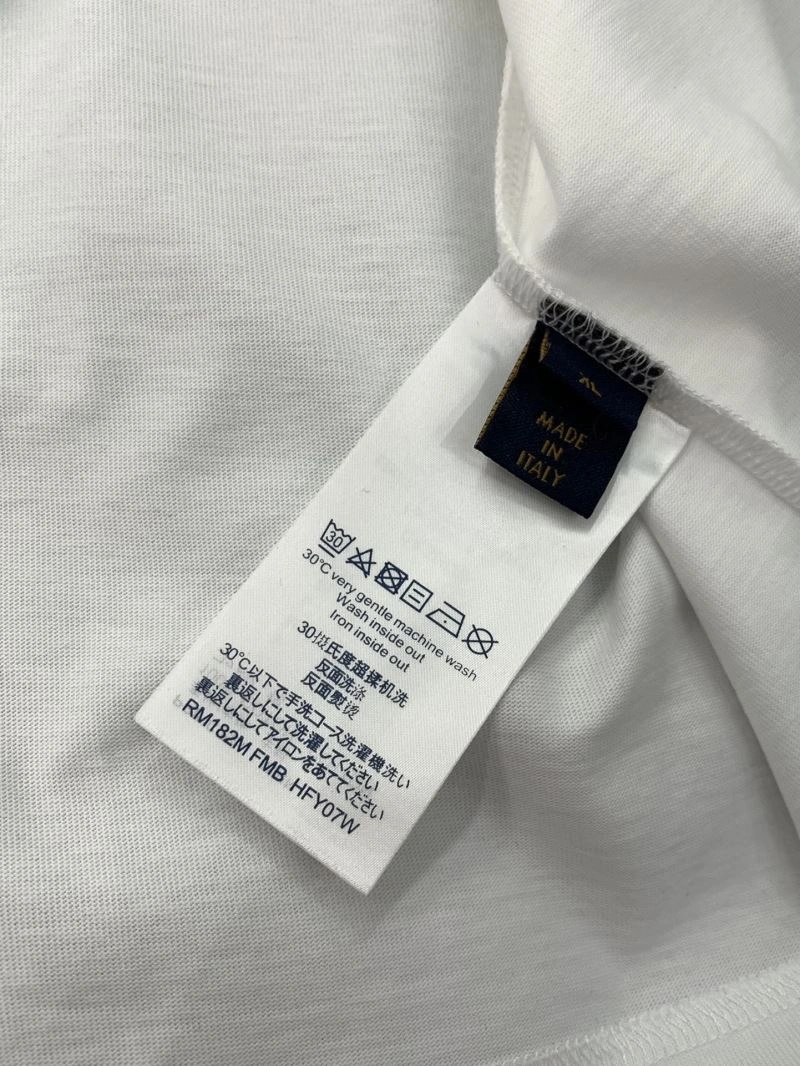 XL
MADE
IN
ITALY
30
30°C very gentle machine wash
Wash inside out
Iron inside out
30摄氏度超揉机洗
反面洗涤
反面熨烫
30℃以下で手洗コース洗濯機洗い
裏返しにして洗濯してください
裏返しにしてアイロンをあててください
RM182M FMB HFY07W